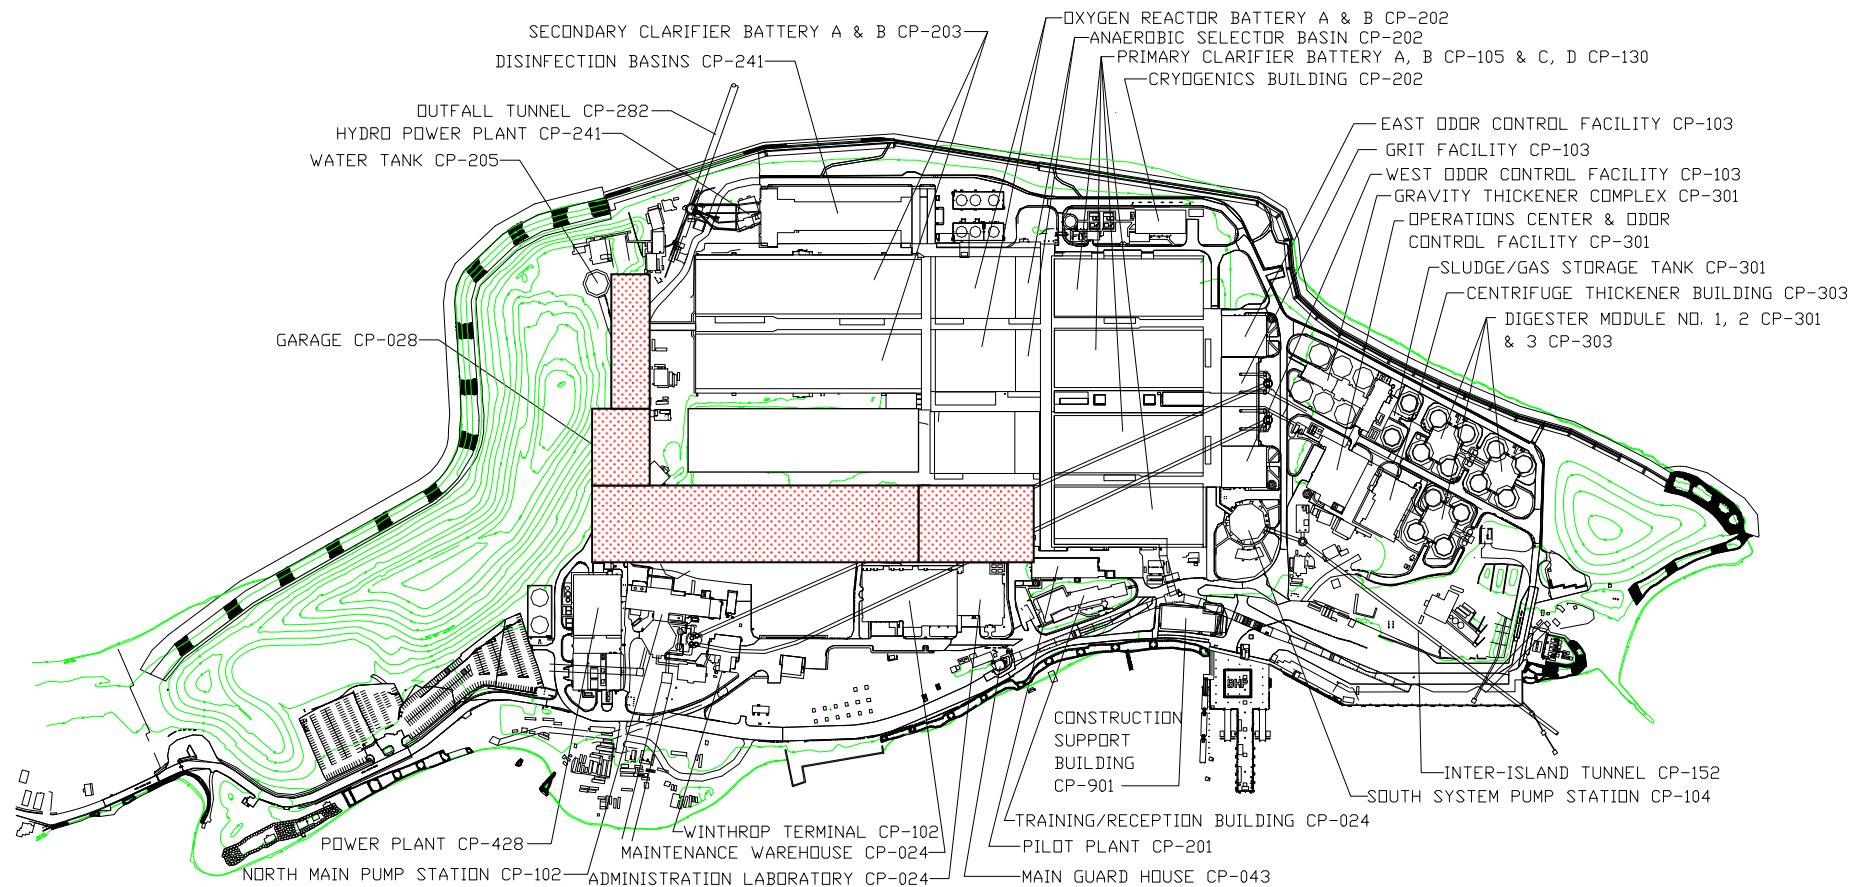 SECONDARY CLARIFIER BATTERY A & B CP-203
DISINFECTION BASINS CP-241
OUTFALL TUNNEL CP-282
HYDRO POWER PLANT CP-241
WATER TANK CP-205
GARAGE CP-028
OXYGEN REACTOR BATTERY A & B CP-202
ANAEROBIC SELECTOR BASIN CP-202
PRIMARY CLARIFIER BATTERY A, B CP-105 & C, D CP-130
CRYOGENICS BUILDING CP-202
EAST ODOR CONTROL FACILITY CP-103
GRIT FACILITY CP-103
WEST ODOR CONTROL FACILITY CP-103
GRAVITY THICKENER COMPLEX CP-301
OPERATIONS CENTER & ODOR
CONTROL FACILITY CP-301
SLUDGE/GAS STORAGE TANK CP-301
CENTRIFUGE THICKENER BUILDING CP-303
DIGESTER MODULE NO. 1, 2 CP-301
& 3 CP-303
BHP
CONSTRUCTION
SUPPORT
BUILDING
CP-901
INTER-ISLAND TUNNEL CP-152
SOUTH SYSTEM PUMP STATION CP-104
TRAINING/RECEPTION BUILDING CP-024
PILOT PLANT CP-201
MAIN GUARD HOUSE CP-043
WINTHROP TERMINAL CP-102
MAINTENANCE WAREHOUSE CP-024
ADMINISTRATION LABORATORY CP-024
POWER PLANT CP-428
NORTH MAIN PUMP STATION CP-102